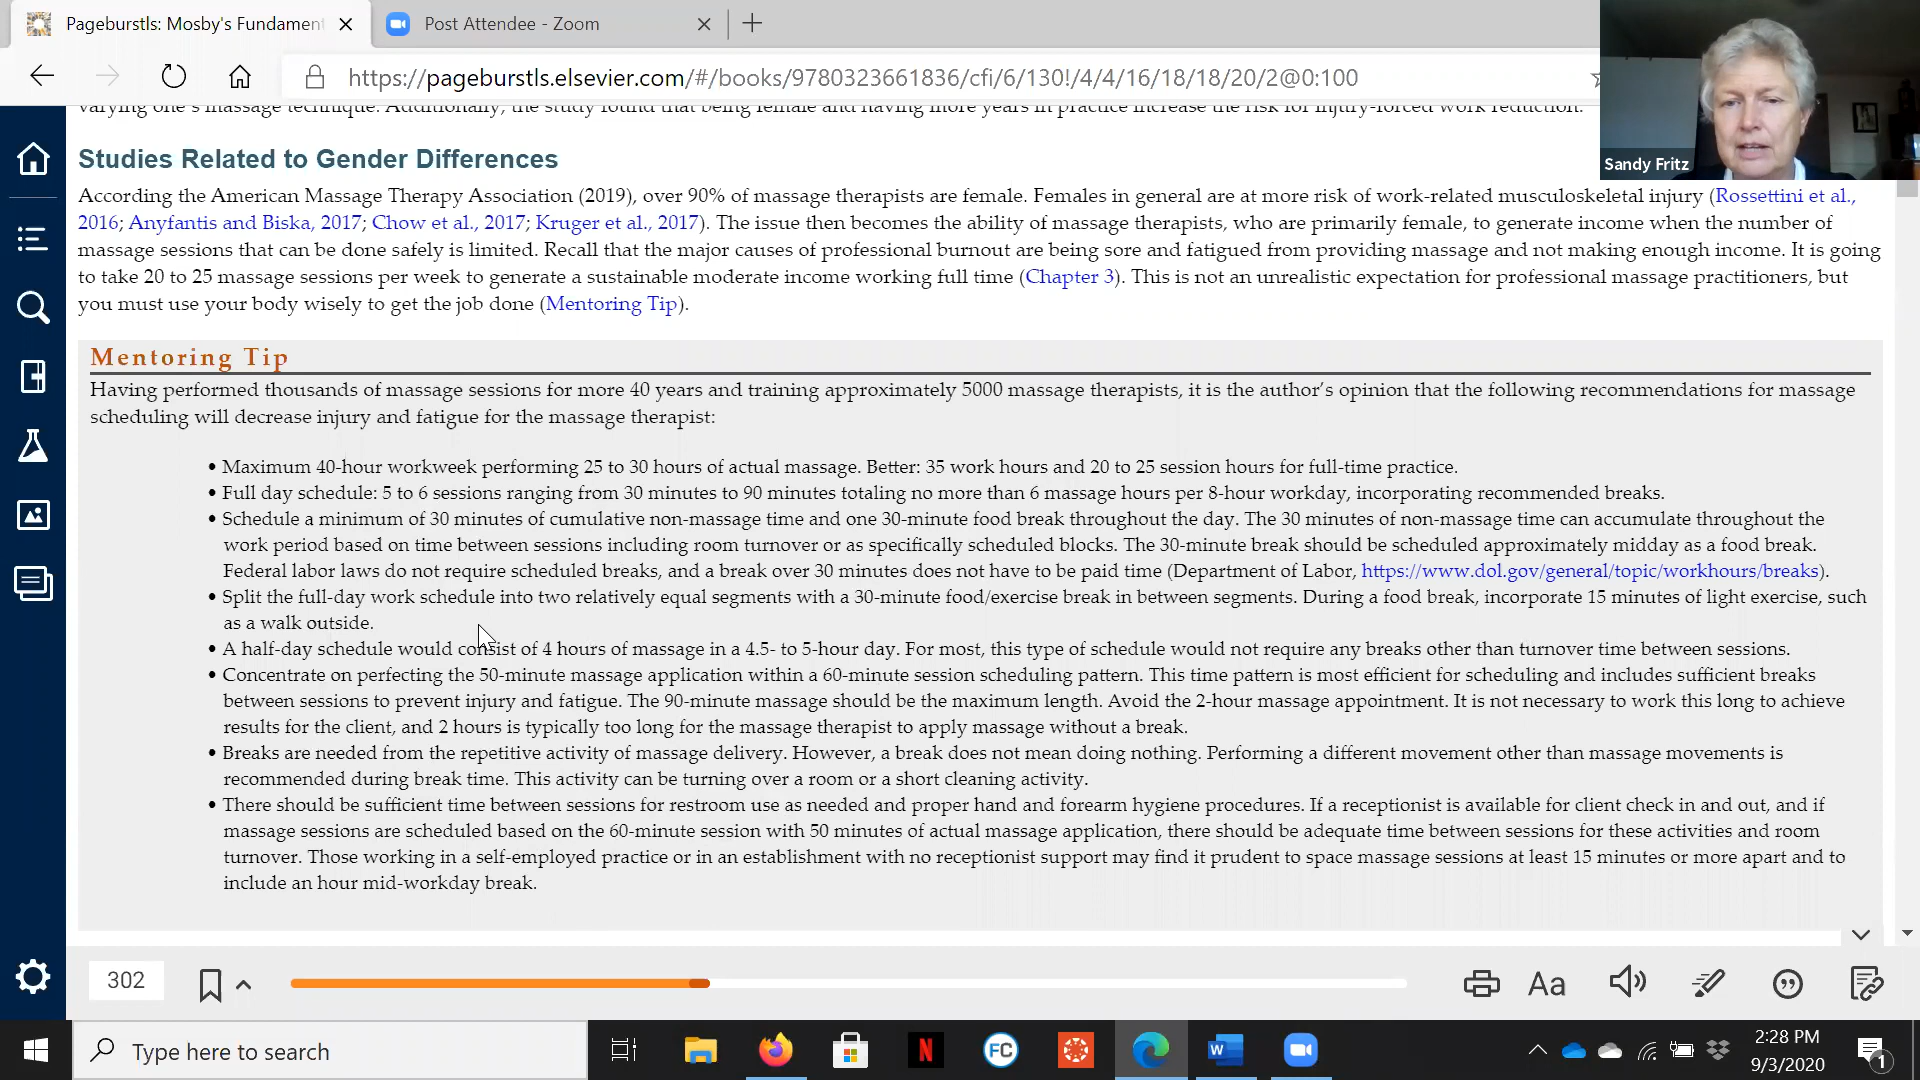 Pageburstls: Mosby's Fundament
Post Attendee - Zoom
https://pageburstls.elsevier.com/#/books/9780323661836/cfi/6/130!/4/4/16/18/18/20/2@0:100
Sandy Fritz
varying one's massage technique. Additionally, the study found that being female and having more years in practice increase the risk for injury-forced work reduction.
Studies Related to Gender Differences
According the American Massage Therapy Association (2019), over 90% of massage therapists are female. Females in general are at more risk of work-related musculoskeletal injury (Rossettini et al.,
2016; Anyfantis and Biska, 2017; Chow et al., 2017; Kruger et al., 2017). The issue then becomes the ability of massage therapists, who are primarily female, to generate income when the number of
massage sessions that can be done safely is limited. Recall that the major causes of professional burnout are being sore and fatigued from providing massage and not making enough income. It is going
to take 20 to 25 massage sessions per week to generate a sustainable moderate income working full time (Chapter 3). This is not an unrealistic expectation for professional massage practitioners, but
you must use your body wisely to get the job done (Mentoring Tip).
Mentoring Tip
Having performed thousands of massage sessions for more 40 years and training approximately 5000 massage therapists, it is the author's opinion that the following recommendations for massage
scheduling will decrease injury and fatigue for the massage therapist:
• Maximum 40-hour workweek performing 25 to 30 hours of actual massage. Better: 35 work hours and 20 to 25 session hours for full-time practice.
• Full day schedule: 5 to 6 sessions ranging from 30 minutes to 90 minutes totaling no more than 6 massage hours per 8-hour workday, incorporating recommended breaks.
• Schedule a minimum of 30 minutes of cumulative non-massage time and one 30-minute food break throughout the day. The 30 minutes of non-massage time can accumulate throughout the
work period based on time between sessions including room turnover or as specifically scheduled blocks. The 30-minute break should be scheduled approximately midday as a food break.
Federal labor laws do not require scheduled breaks, and a break over 30 minutes does not have to be paid time (Department of Labor, https://www.dol.gov/general/topic/workhours/breaks).
• Split the full-day work schedule into two relatively equal segments with a 30-minute food/exercise break in between segments. During a food break, incorporate 15 minutes of light exercise, such
as a walk outside.
• A half-day schedule would consist of 4 hours of massage in a 4.5- to 5-hour day. For most, this type of schedule would not require any breaks other than turnover time between sessions.
• Concentrate on perfecting the 50-minute massage application within a 60-minute session scheduling pattern. This time pattern is most efficient for scheduling and includes sufficient breaks
between sessions to prevent injury and fatigue. The 90-minute massage should be the maximum length. Avoid the 2-hour massage appointment. It is not necessary to work this long to achieve
results for the client, and 2 hours is typically too long for the massage therapist to apply massage without a break.
• Breaks are needed from the repetitive activity of massage delivery. However, a break does not mean doing nothing. Performing a different movement other than massage movements is
recommended during break time. This activity can be turning over a room or a short cleaning activity.
• There should be sufficient time between sessions for restroom use as needed and proper hand and forearm hygiene procedures. If a receptionist is available for client check in and out, and if
massage sessions are scheduled based on the 60-minute session with 50 minutes of actual massage application, there should be adequate time between sessions for these activities and room
turnover. Those working in a self-employed practice or in an establishment with no receptionist support may find it prudent to space massage sessions at least 15 minutes or more apart and to
include an hour mid-workday break.
302
Aa
Type here to search
N
FC
W
2:28 PM
9/3/2020
1